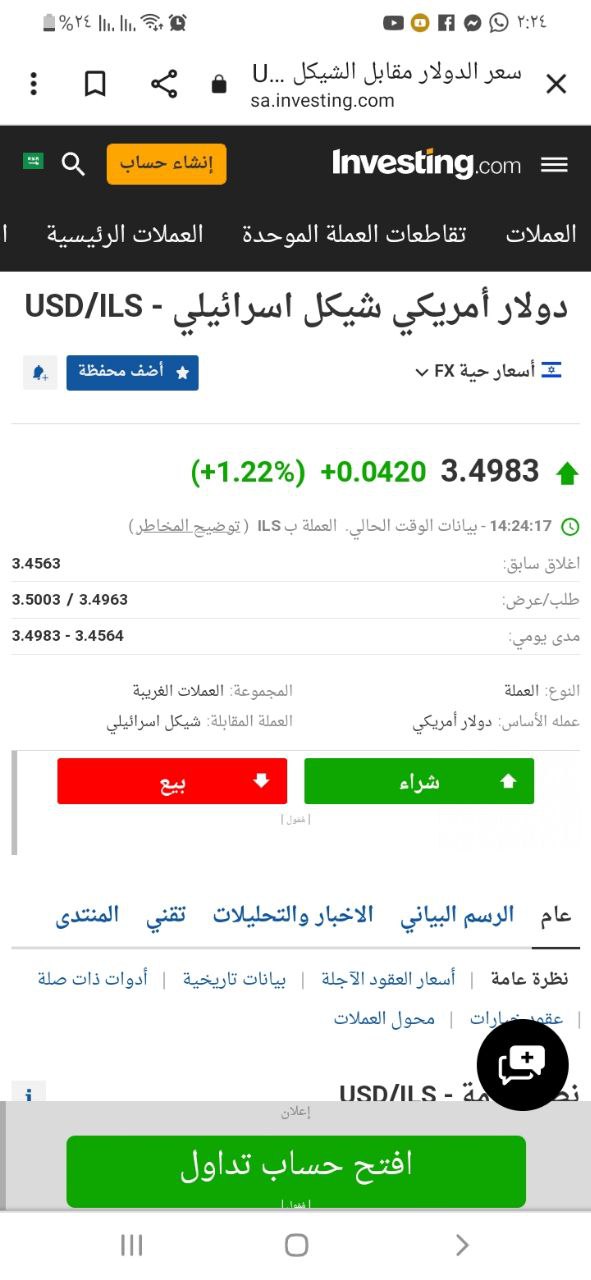 ٢:٢٤ %٢٤
سعر الدولار مقابل الشيكل U...
sa.investing.com
إنشاء حساب Investing.com
العملات تقاطعات العملة الموحدة العملات الرئيسية ا
دولار أمريكي شيكل اسرائيلي - USD/ILS
أسعار حية FX أضف محفظة
3.4983 +0.0420 (+1.22%)
14:24:17 - بيانات الوقت الحالي. العملة ب ILS ( توضيح المخاطر )
اغلاق سابق: 3.4563
طلب/عرض: 3.4963 / 3.5003
مدى يومي: 3.4564 - 3.4983
النوع: العملة المجموعة: العملات الغريبة
عمله الأساس: دولار أمريكي العملة المقابلة: شيكل اسرائيلي
شراء بيع
| مُمَول |
عام الرسم البياني الاخبار والتحليلات تقني المنتدى
نظرة عامة | أسعار العقود الآجلة | بيانات تاريخية | أدوات ذات صلة
| عقود خيارات | محول العملات
USD/ILS -
إعلان
افتح حساب تداول
| مُمَول |